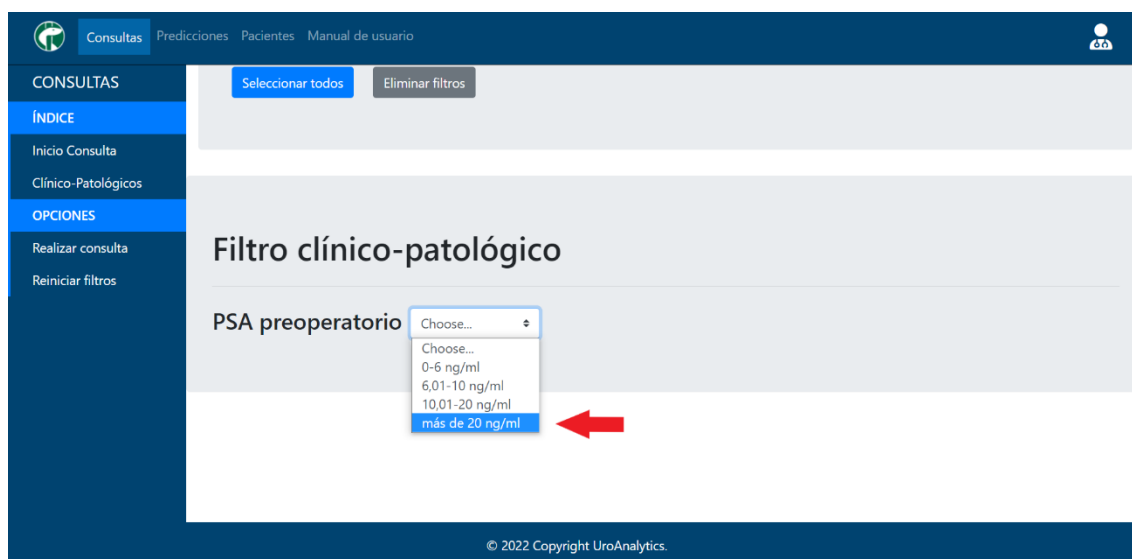 Consultas Predicciones Pacientes Manual de usuario
CONSULTAS
ÍNDICE
Inicio Consulta
Clínico-Patológicos
OPCIONES
Realizar consulta
Reiniciar filtros
Seleccionar todos Eliminar filtros
Filtro clínico-patológico
PSA preoperatorio Choose...
Choose...
0-6 ng/ml
6,01-10 ng/ml
10,01-20 ng/ml
más de 20 ng/ml
© 2022 Copyright UroAnalytics.